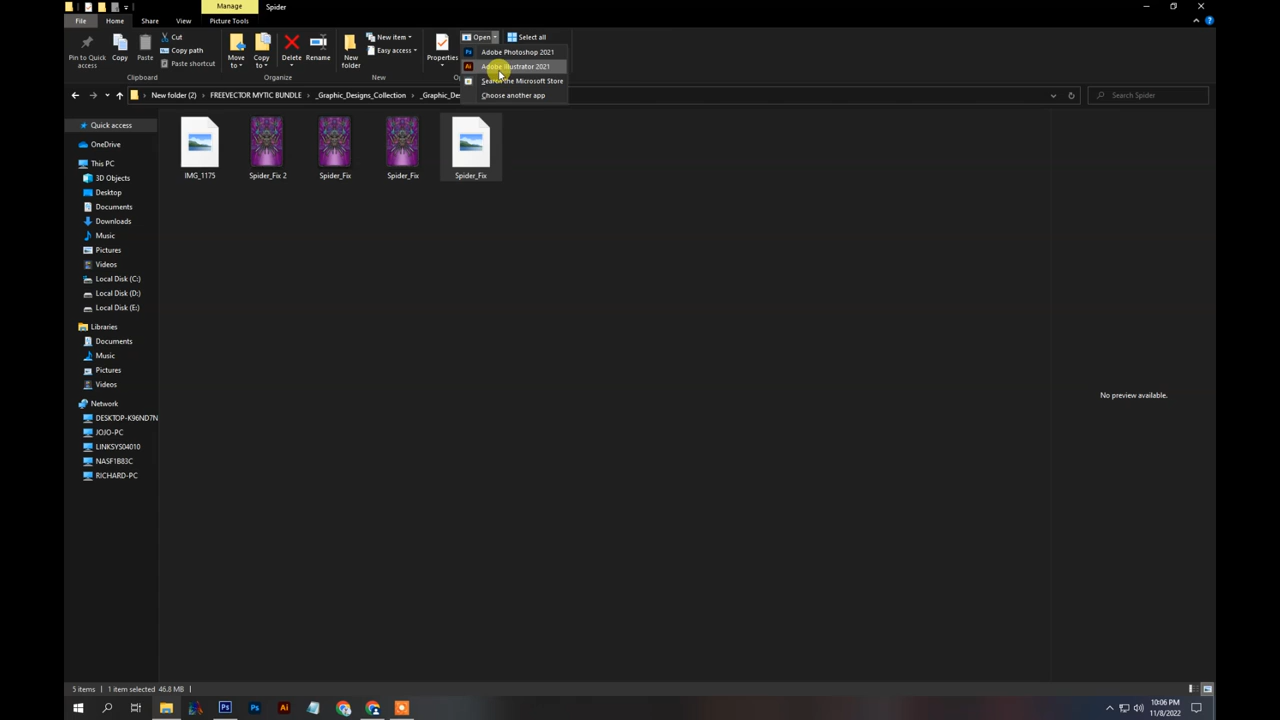 Manage
Spider
File
Home
Share
View
Picture Tools
Pin to Quick access
Copy
Paste
Cut
Copy path
Paste shortcut
Clipboard
Move to
Copy to
Delete
Rename
Organize
New folder
New item
Easy access
New
Properties
Open
Select all
Adobe Photoshop 2021
Adobe Illustrator 2021
Search the Microsoft Store
Choose another app
New folder (2) › FREEVECTOR MYTIC BUNDLE › _Graphic_Designs_Collection › _Graphic_De
Search Spider
Quick access
OneDrive
This PC
3D Objects
Desktop
Documents
Downloads
Music
Pictures
Videos
Local Disk (C:)
Local Disk (D:)
Local Disk (E:)
Libraries
Documents
Music
Pictures
Videos
Network
DESKTOP-K96ND7N
JOJO-PC
LINKSYS04010
NASF1B83C
RICHARD-PC
IMG_1175
Spider_Fix 2
Spider_Fix
Spider_Fix
Spider_Fix
No preview available.
5 items
1 item selected 46.8 MB
10:06 PM
11/8/2022